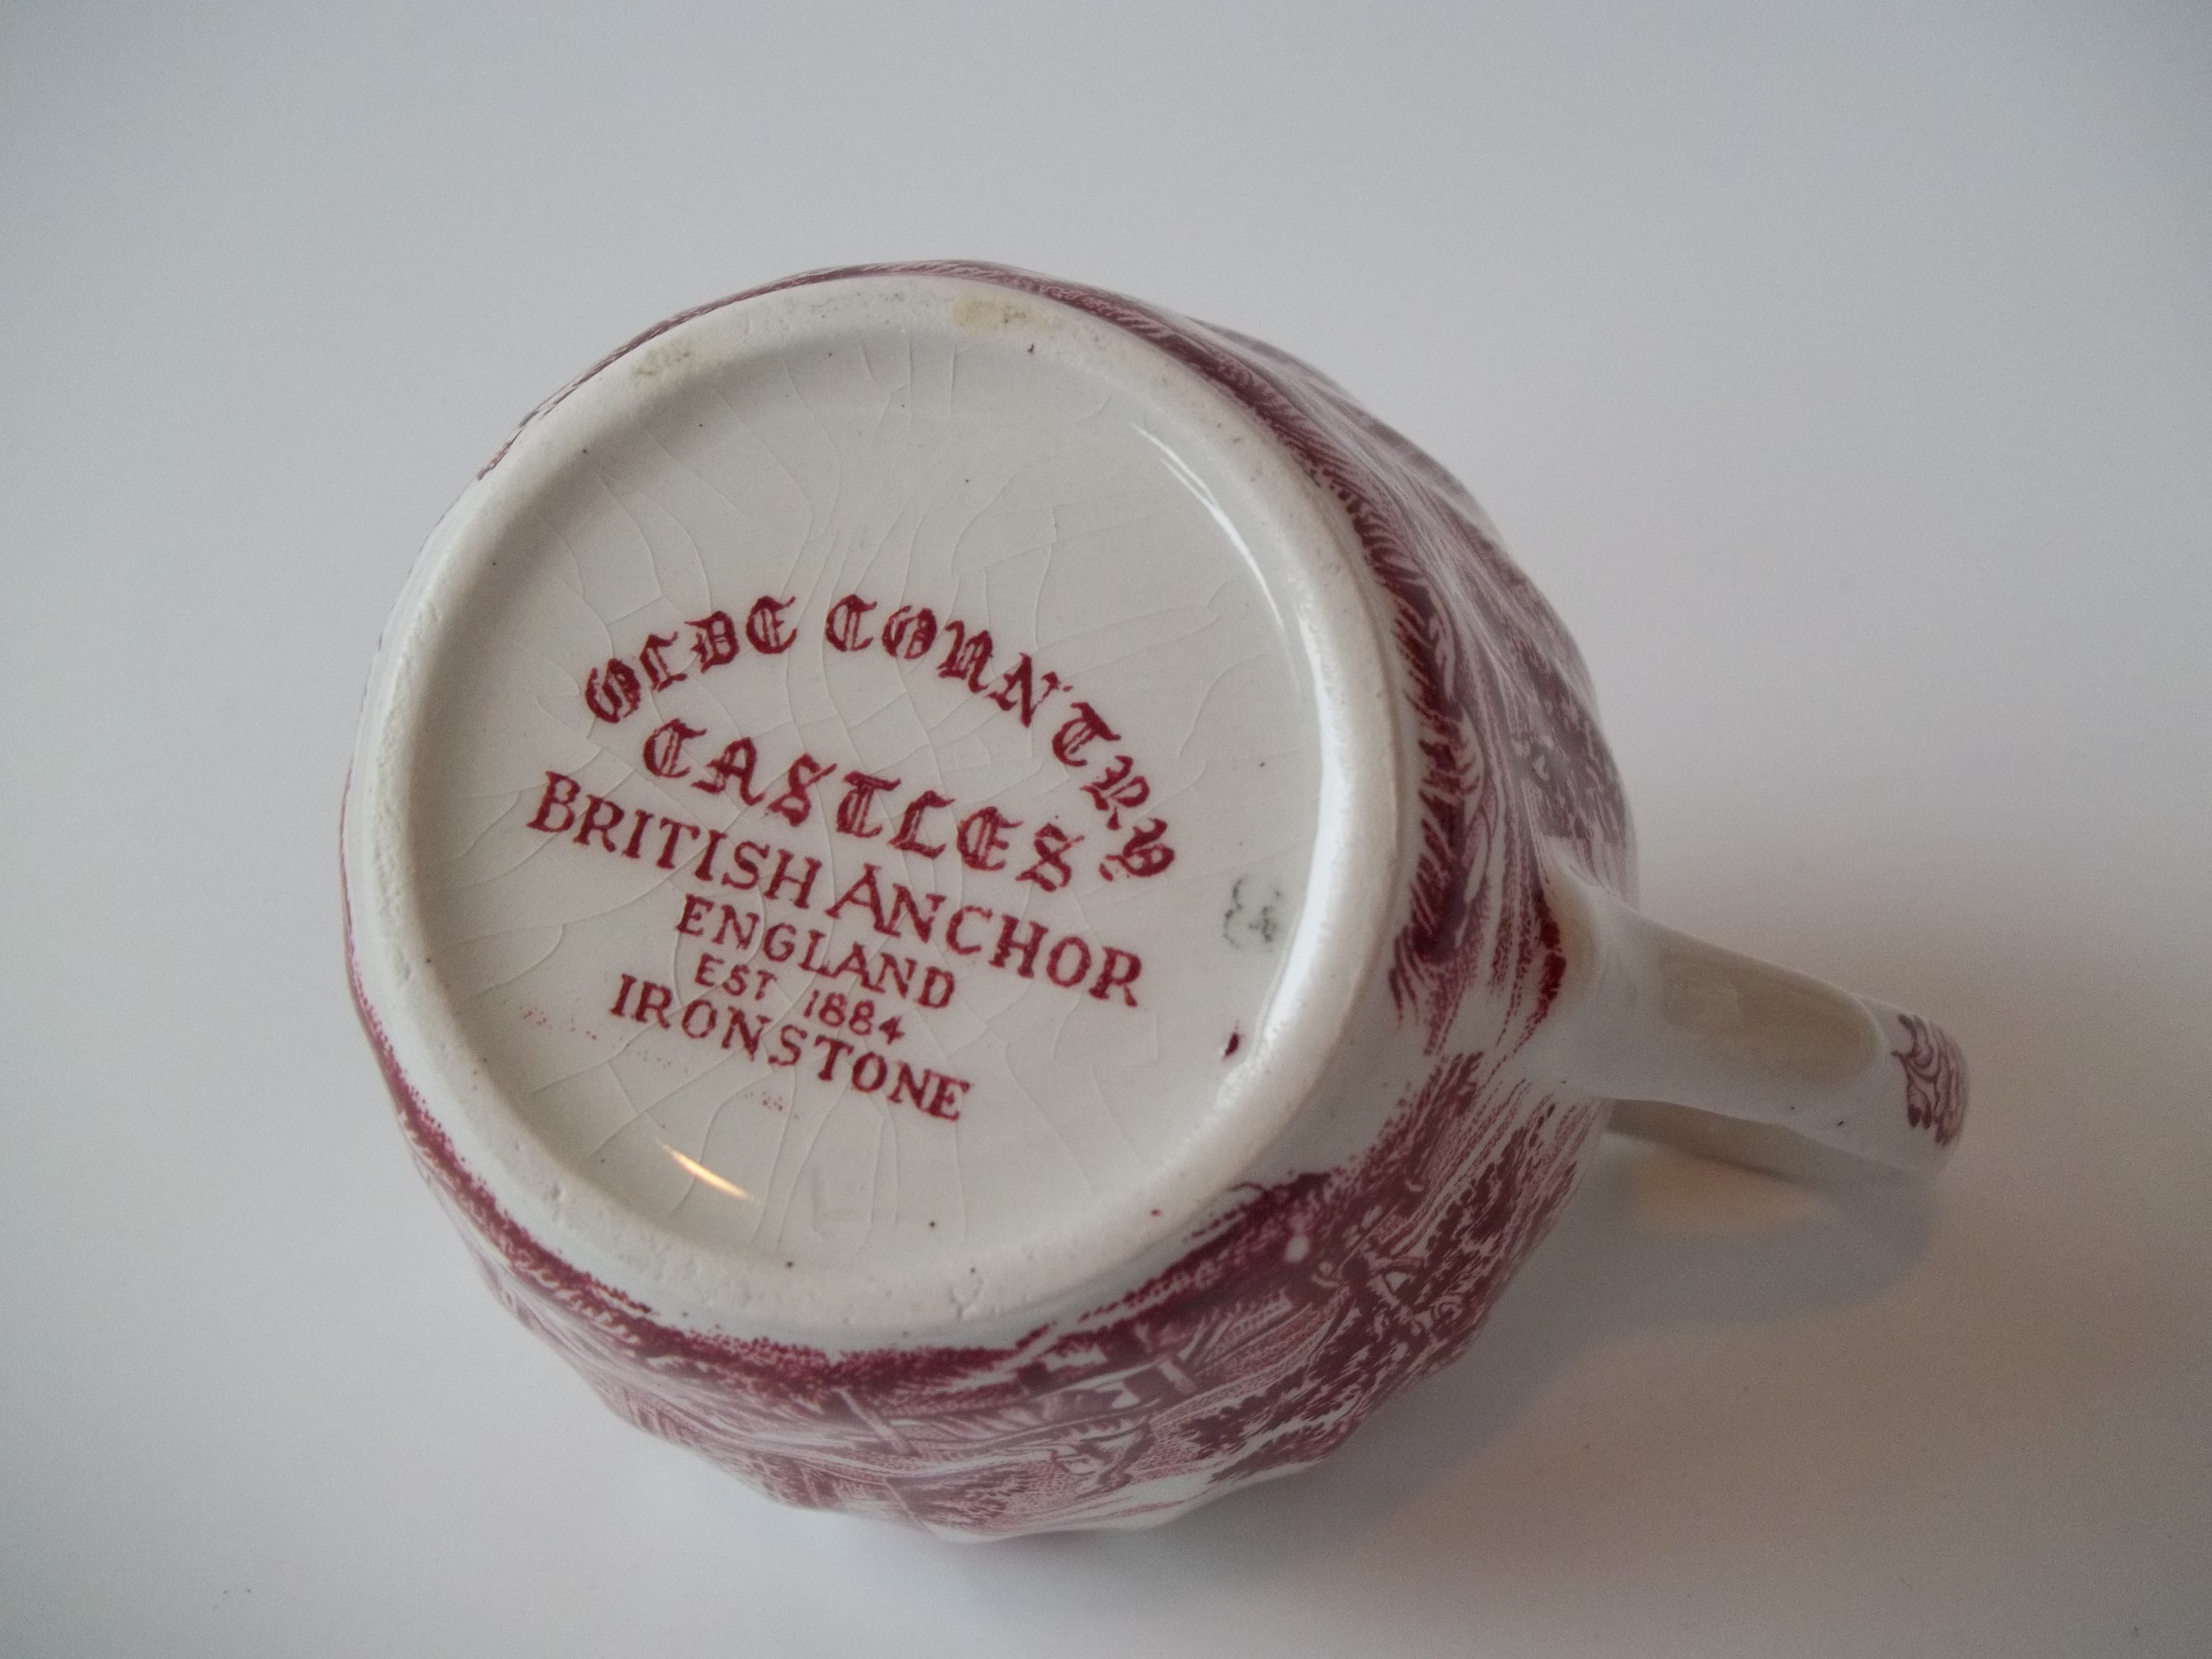 OLDE COUNTRY
CASTLES
BRITISH ANCHOR
ENGLAND
EST 1884
IRONSTONE